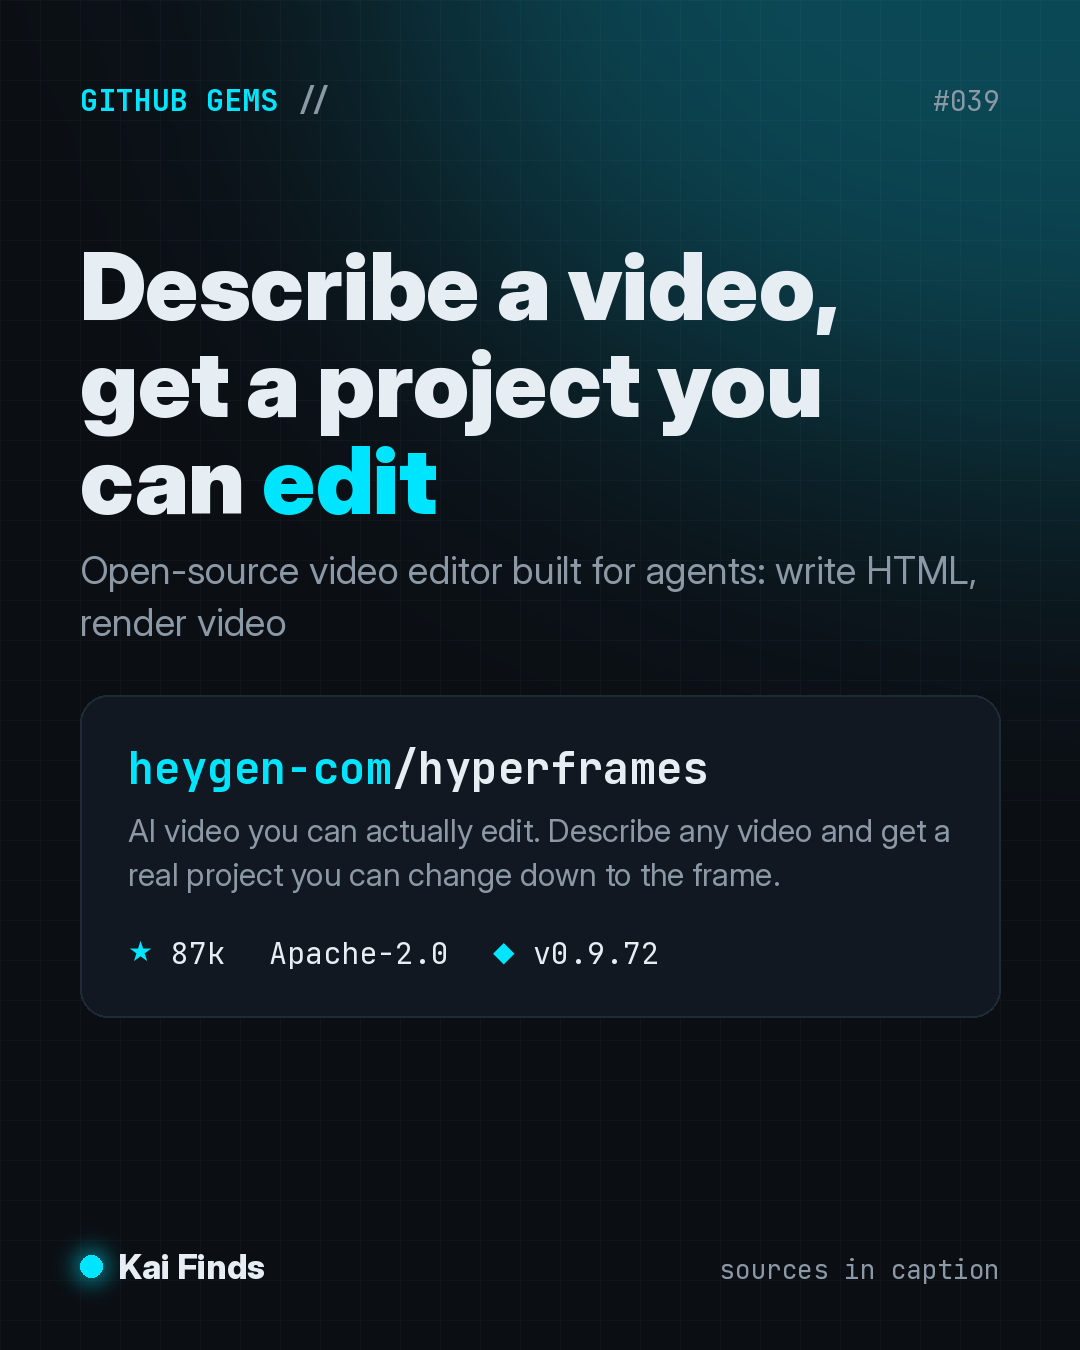 GITHUB GEMS //
#039
Describe a video,
get a project you
can edit
Open-source video editor built for agents: write HTML,
render video
heygen-com/hyperframes
AI video you can actually edit. Describe any video and get a
real project you can change down to the frame.
★ 87k Apache-2.0 ◆ v0.9.72
Kai Finds
sources in caption